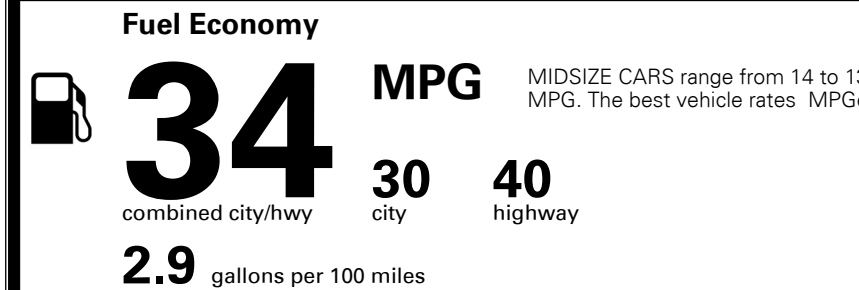 Fuel Economy
34 MPG
MIDSIZE CARS range from 14 to
MPG. The best vehicle rates MPG
30 40
combined city/hwy city highway
2.9 gallons per 100 miles